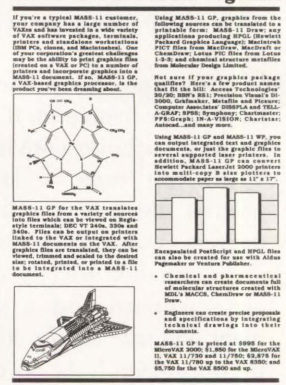 If you're a typical MASS-11 customer,
your company has a large number of
VAXes and has invested in a wide variety
of VAX software packages, terminals,
printers and standalone workstations
(IBM PCs, clones, and Macintoshes). One
of your corporation's greatest challenges
may be the ability to print graphics files
(created on a VAX or PC) to a number of
printers and incorporate graphics into a
MASS-11 document. If so, MASS-11 GP,
a VAX-based graphics processor, is the
product you've been dreaming about.
MASS-11 GP for the VAX translates
graphics files from a variety of sources
into files which can be viewed on Regis-
style terminals: DEC VT 240s, 330s and
340s. Files can be output on printers
linked to the VAX or integrated with
MASS-11 documents on the VAX. After
graphics files are translated, they can be
viewed, trimmed and scaled to the desired
size; rotated, printed, or printed to a file
to be integrated into a MASS-11
document.
Using MASS-11 GP, graphics from the
following sources can be translated to a
printable form: MASS-11 Draw; any
applications producing HPGL (Hewlett
Packard Graphics Language); Macintosh
PICT files from MacDraw, MacDraft or
ChemDraw; Lotus PIC files from Lotus
1-2-3; and chemical structure metafiles
from Molecular Design Limited.
Not sure if your graphics package
qualifies? Here's a few product names
that fit the bill: Access Technologies'
20/20; BBN's RS1; Precision Visual's DI-
3000, Grafmaker, Metafile and Picsure;
Computer Associates' DISSPLA and TELL-
A-GRAF; SPSS; Symphony; Chartmaster;
PFS:Graph; IN-A-VISION; Chartstar;
Autocad...and many more.
Using MASS-11 GP and MASS-11 WP, you
can output integrated text and graphics
documents, or just the graphic files to
several supported laser printers. In
addition, MASS-11 GP can convert
Hewlett Packard LaserJet 2000 printers
into multi-copy B size plotters to
accommodate paper as large as 11" x 17".
Encapsulated PostScript and HPGL files
can also be created for use with Aldus
Pagemaker or Ventura Publisher.
Chemical and pharmaceutical
researchers can create documents full
of molecular structures created with
MDL's MACCS, ChemDraw or MASS-11
Draw.
Engineers can create precise proposals
and specifications by integrating
technical drawings into their
documents.
MASS-11 GP is priced at $995 for the
MicroVAX 2000; $1,850 for the MicroVAX
II, VAX 11/730 and 11/750; $3,875 for
the VAX 11/780 up to the VAX 8350; and
$5,750 for the VAX 8500 and up.